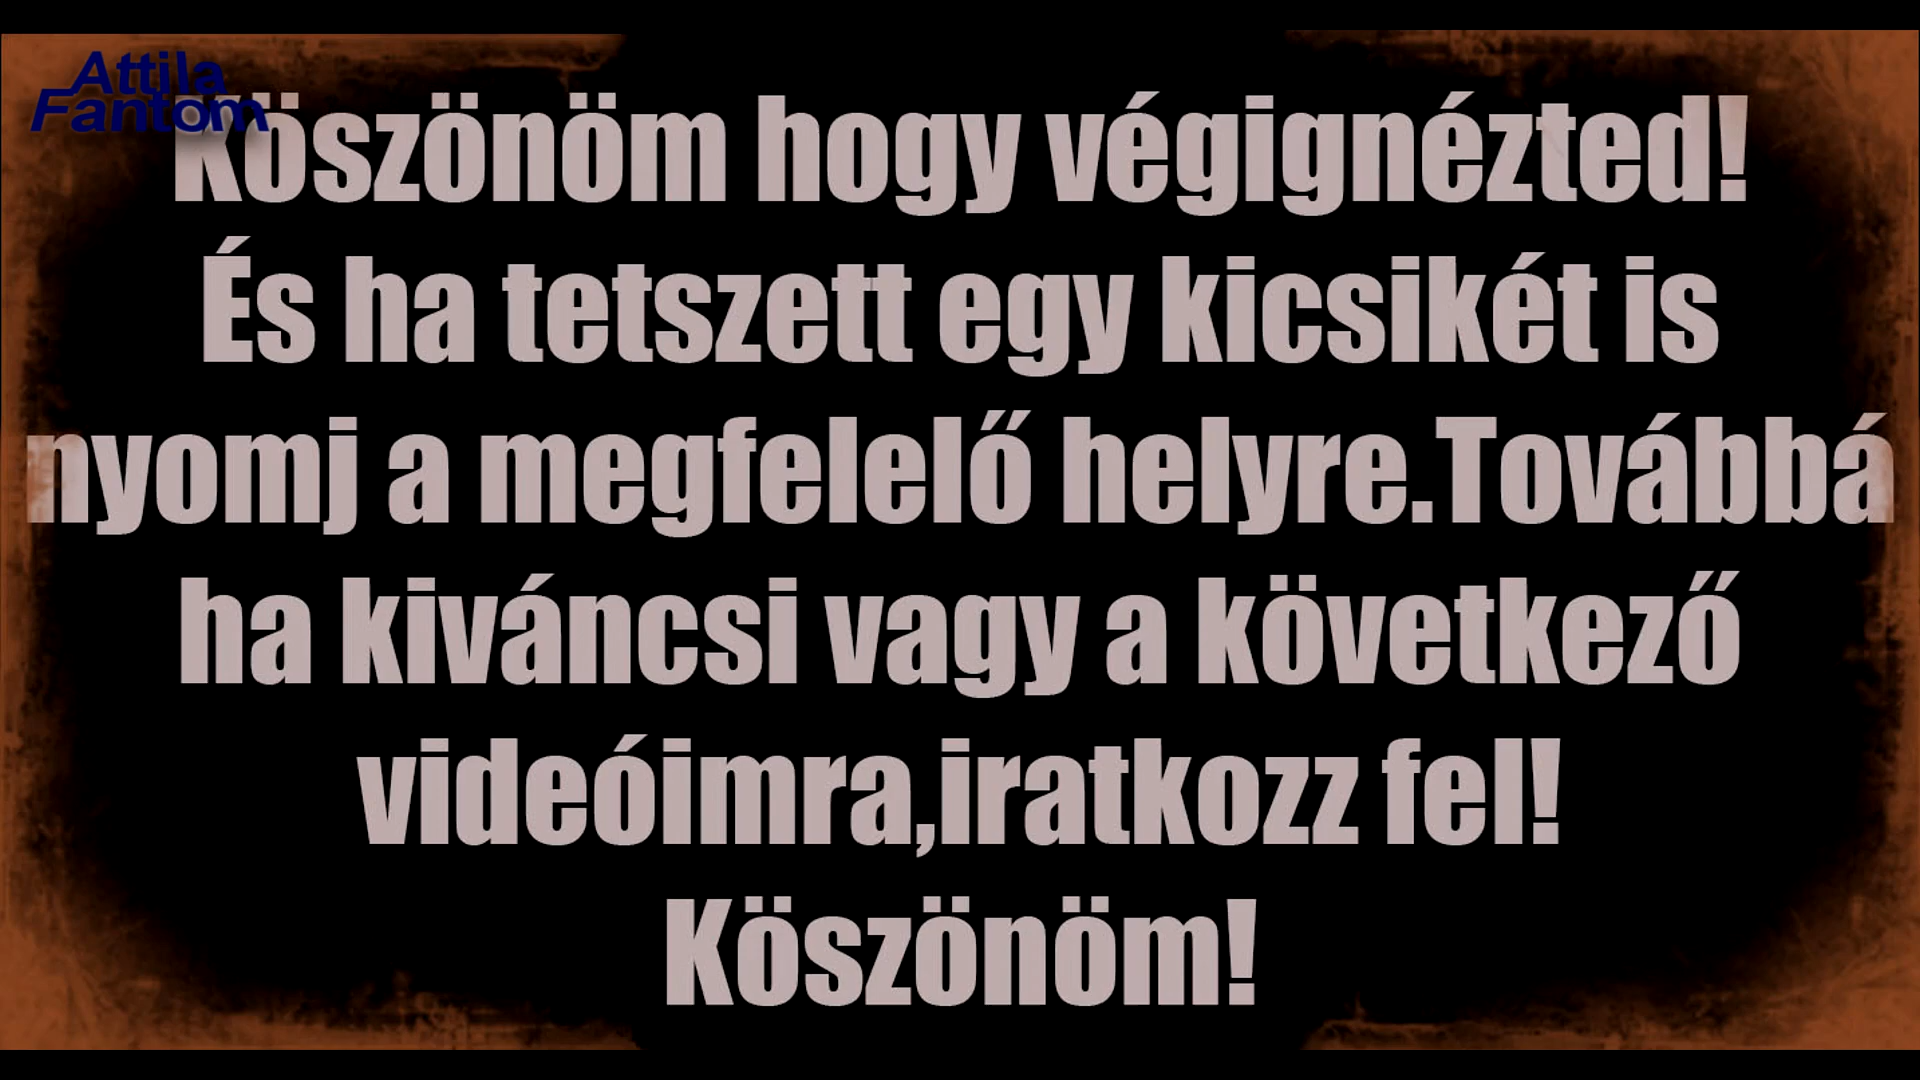 Attila
Fantom
Köszönöm hogy végignézted!
És ha tetszett egy kicsikét is
nyomj a megfelelő helyre.Továbbá
ha kiváncsi vagy a következő
videóimra,iratkozz fel!
Köszönöm!